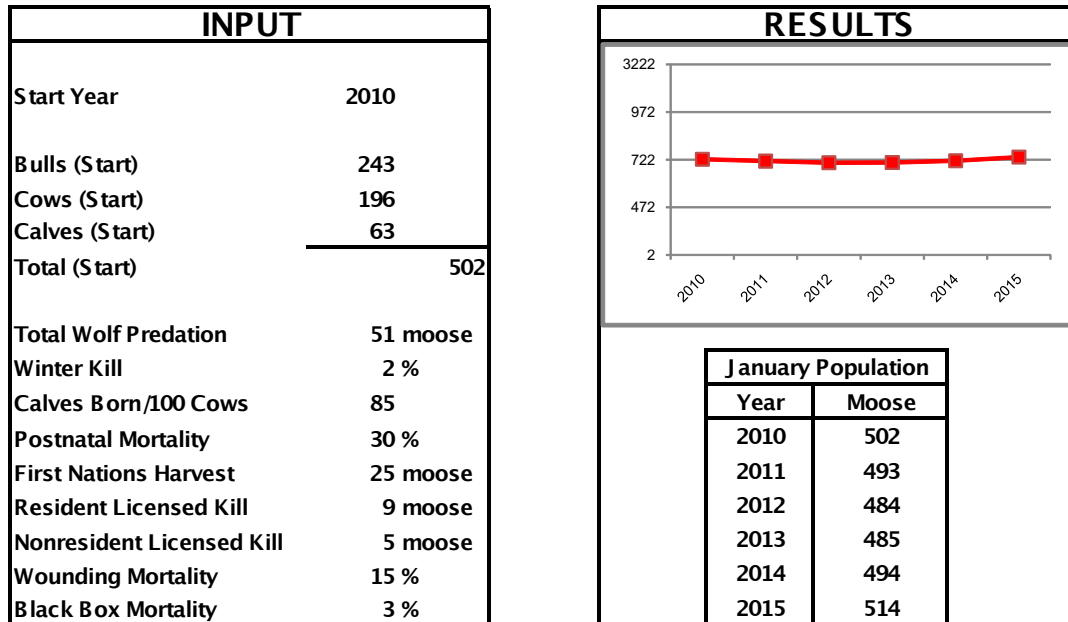 INPUT
Start Year 2010
Bulls (Start) 243
Cows (Start) 196
Calves (Start) 63
Total (Start) 502
Total Wolf Predation 51 moose
Winter Kill 2 %
Calves Born/100 Cows 85
Postnatal Mortality 30 %
First Nations Harvest 25 moose
Resident Licensed Kill 9 moose
Nonresident Licensed Kill 5 moose
Wounding Mortality 15 %
Black Box Mortality 3 %
RESULTS
3222
972
722
472
2
2010 2011 2012 2013 2014 2015
January Population
Year Moose
2010 502
2011 493
2012 484
2013 485
2014 494
2015 514